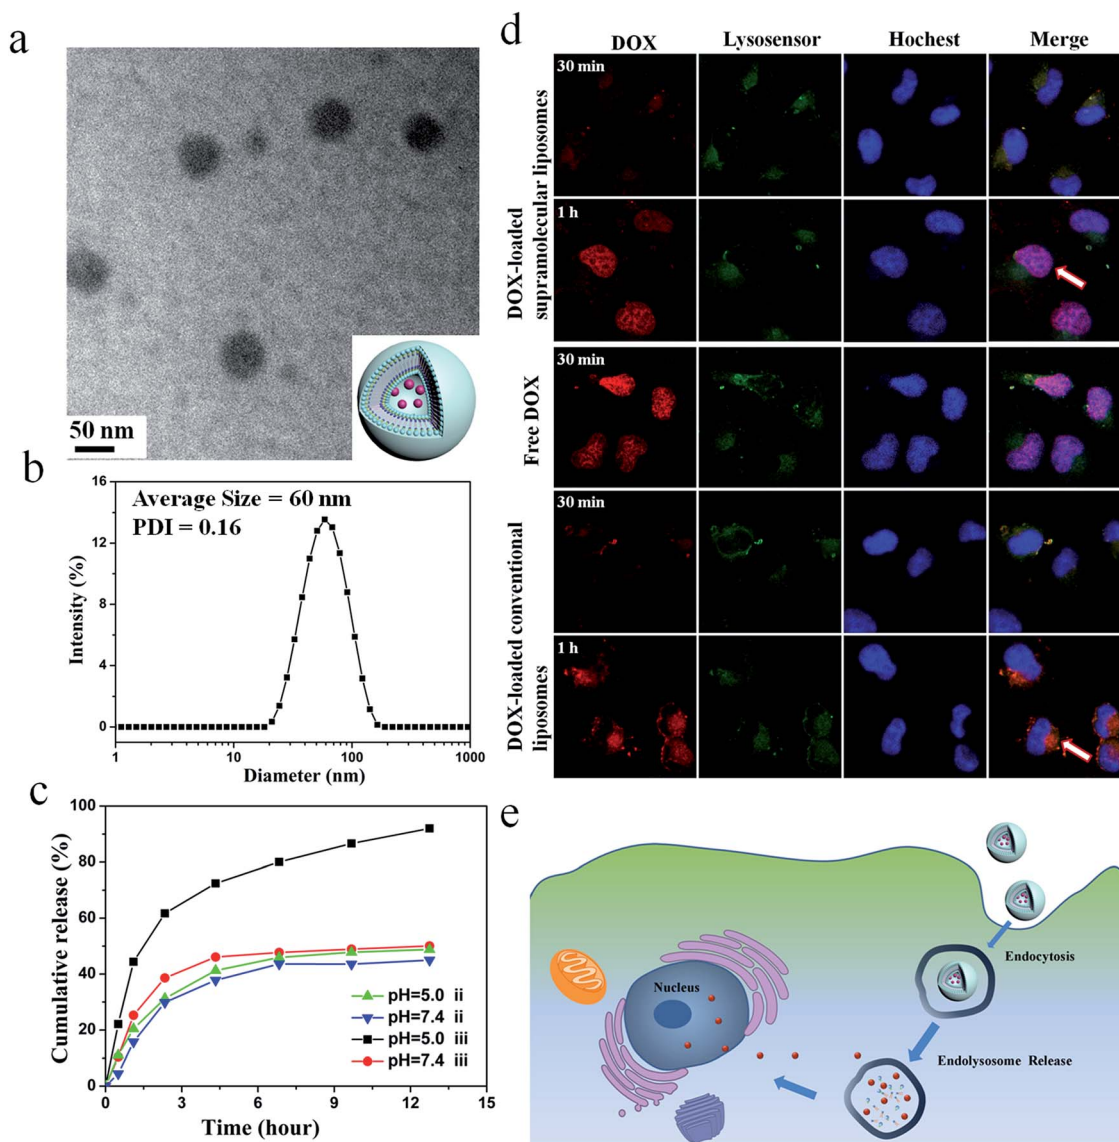 a
50 nm
b
Average Size = 60 nm
PDI = 0.16
16
12
8
4
0
Intensity (%)
1
10
100
1000
Diameter (nm)
c
100
80
60
40
20
0
Cumulative release (%)
pH=5.0 ii
pH=7.4 ii
pH=5.0 iii
pH=7.4 iii
0
3
6
9
12
15
Time (hour)
d
DOX
Lysosensor
Hochest
Merge
DOX-loaded
supramolecular liposomes
30 min
1 h
Free DOX
30 min
DOX-loaded conventional
liposomes
30 min
1 h
e
Endocytosis
Nucleus
Endolysosome Release